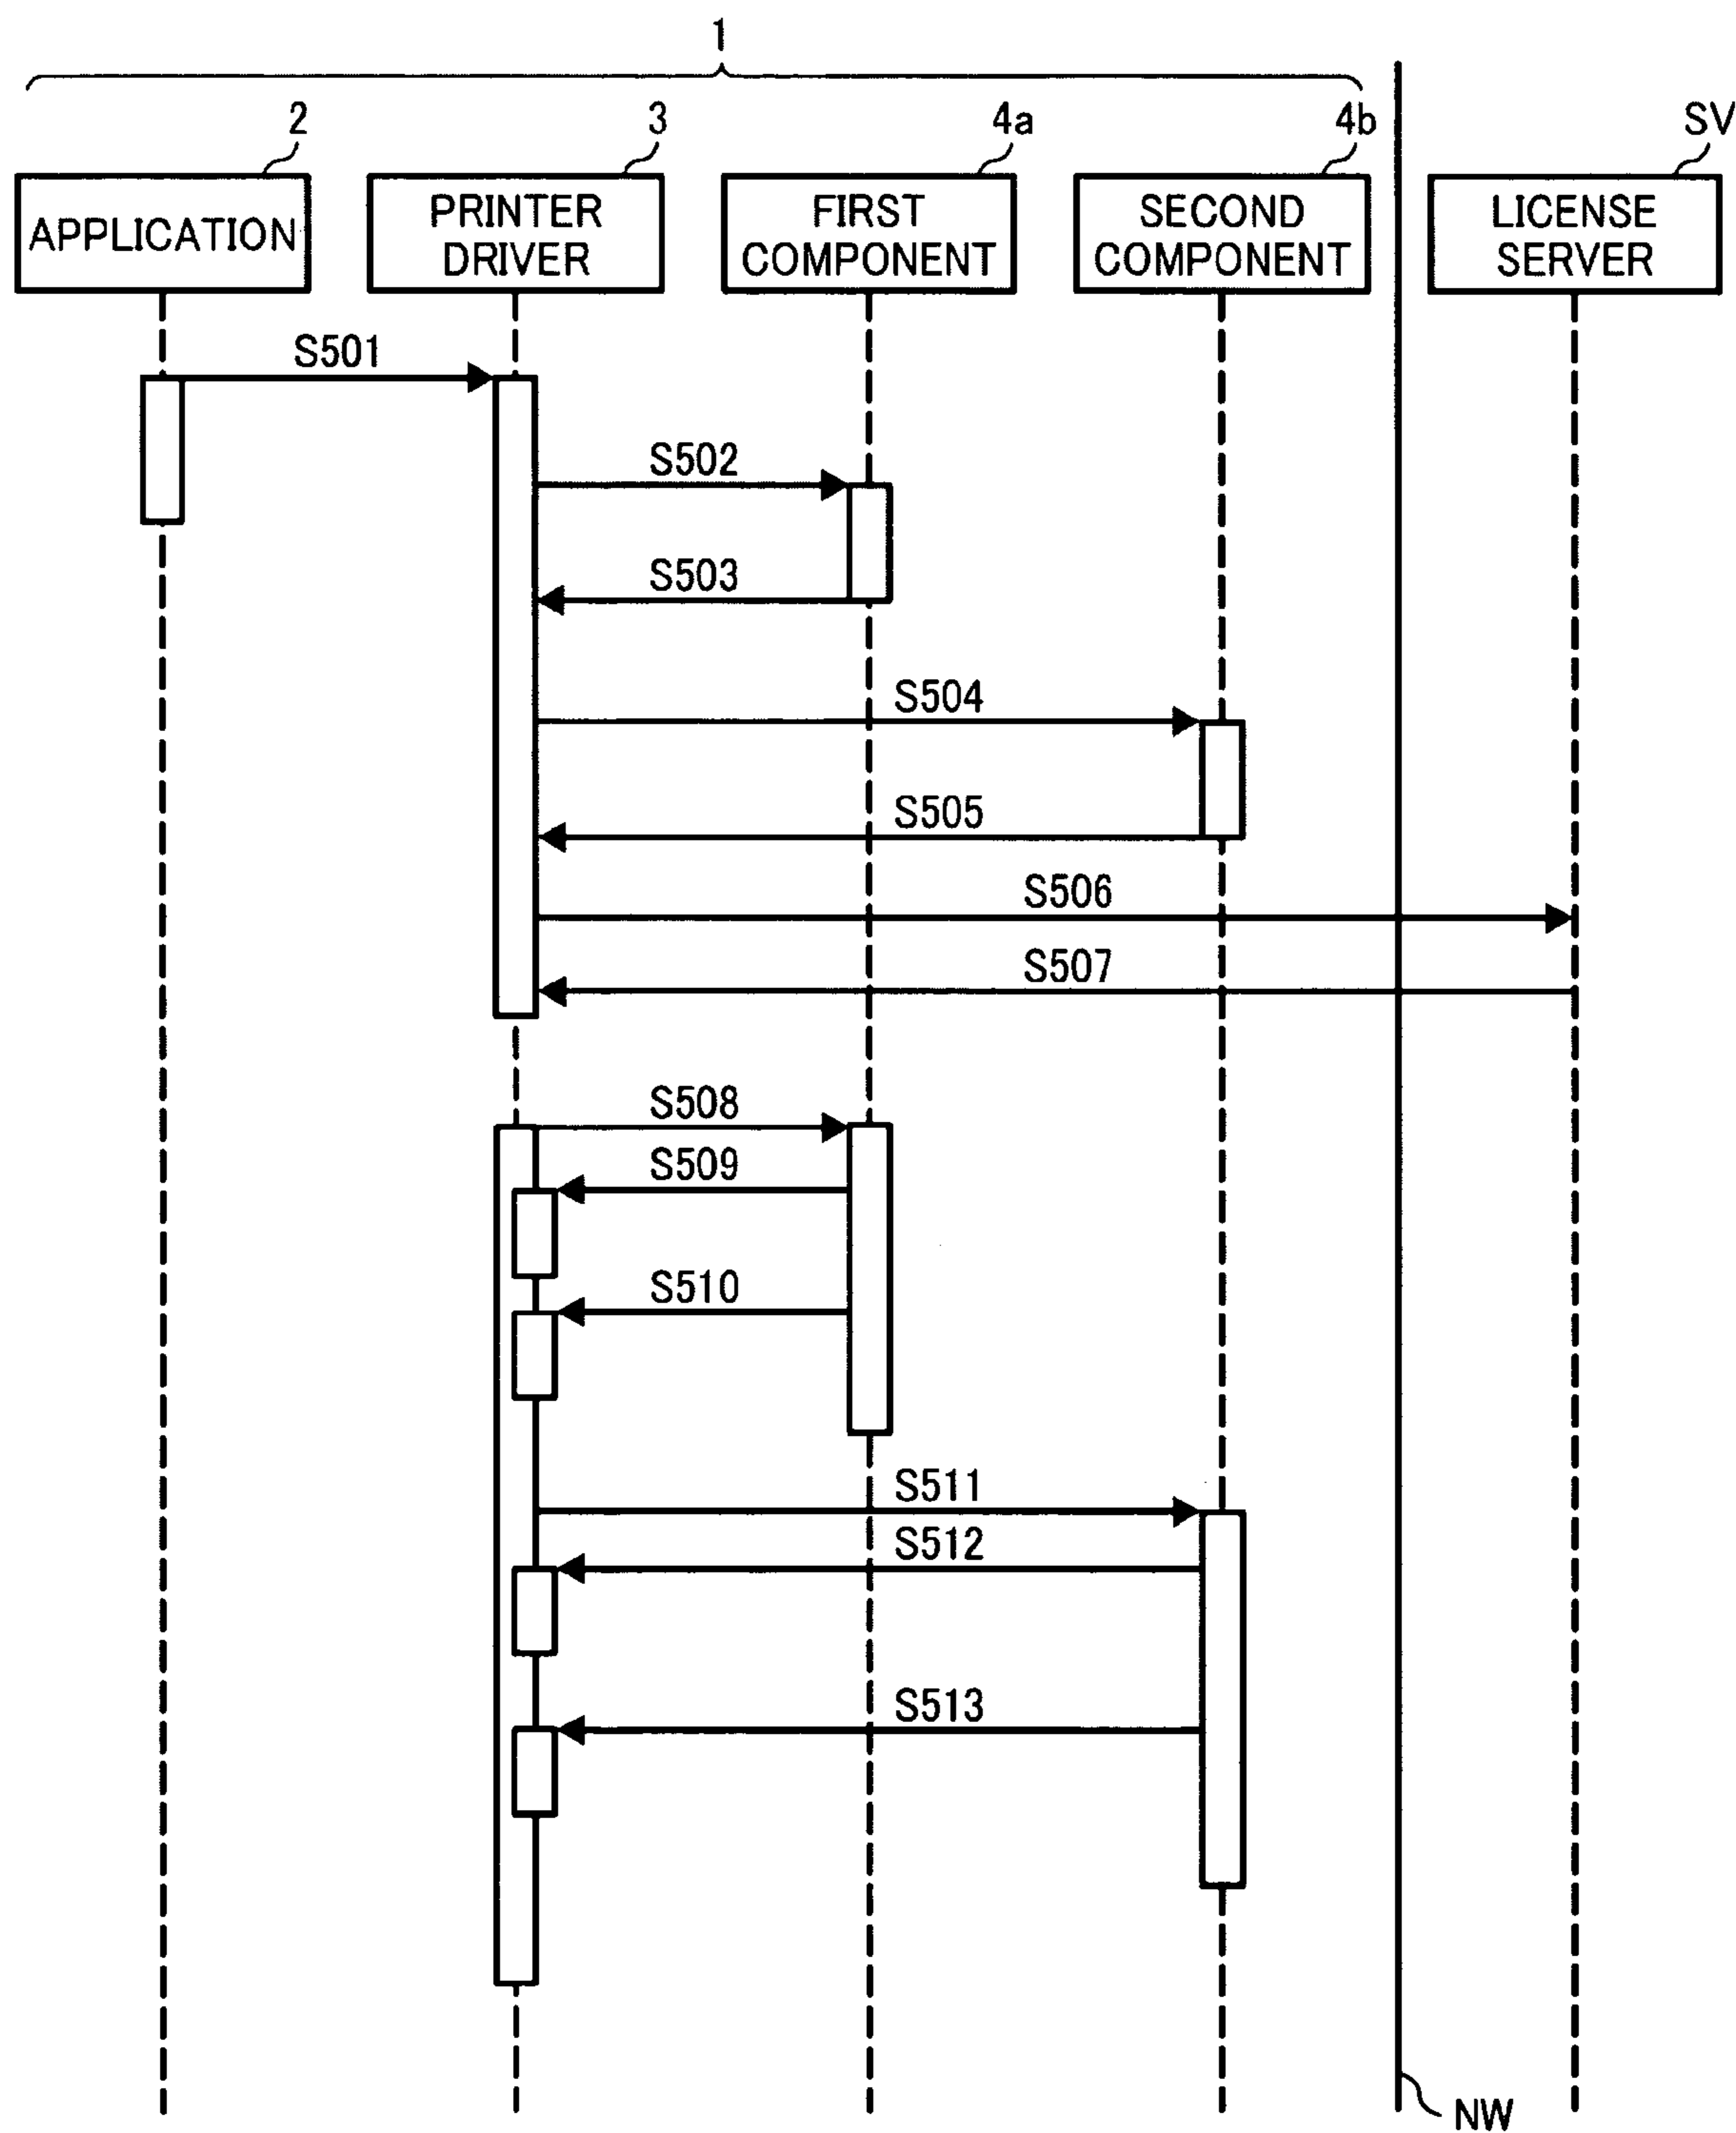 1
2
3
4a
4b
SV
APPLICATION
PRINTER
DRIVER
FIRST
COMPONENT
SECOND
COMPONENT
LICENSE
SERVER
S501
S502
S503
S504
S505
S506
S507
S508
S509
S510
S511
S512
S513
NW